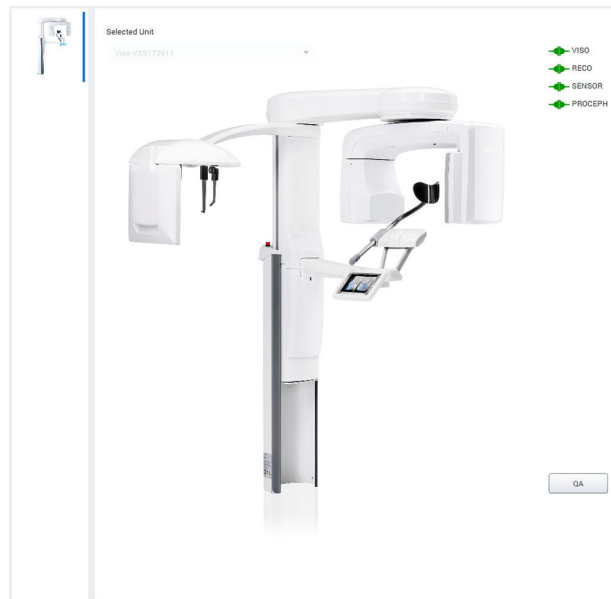 Selected Unit
Viso-VXS172611
VISO
RECO
SENSOR
PROCEPH
QA